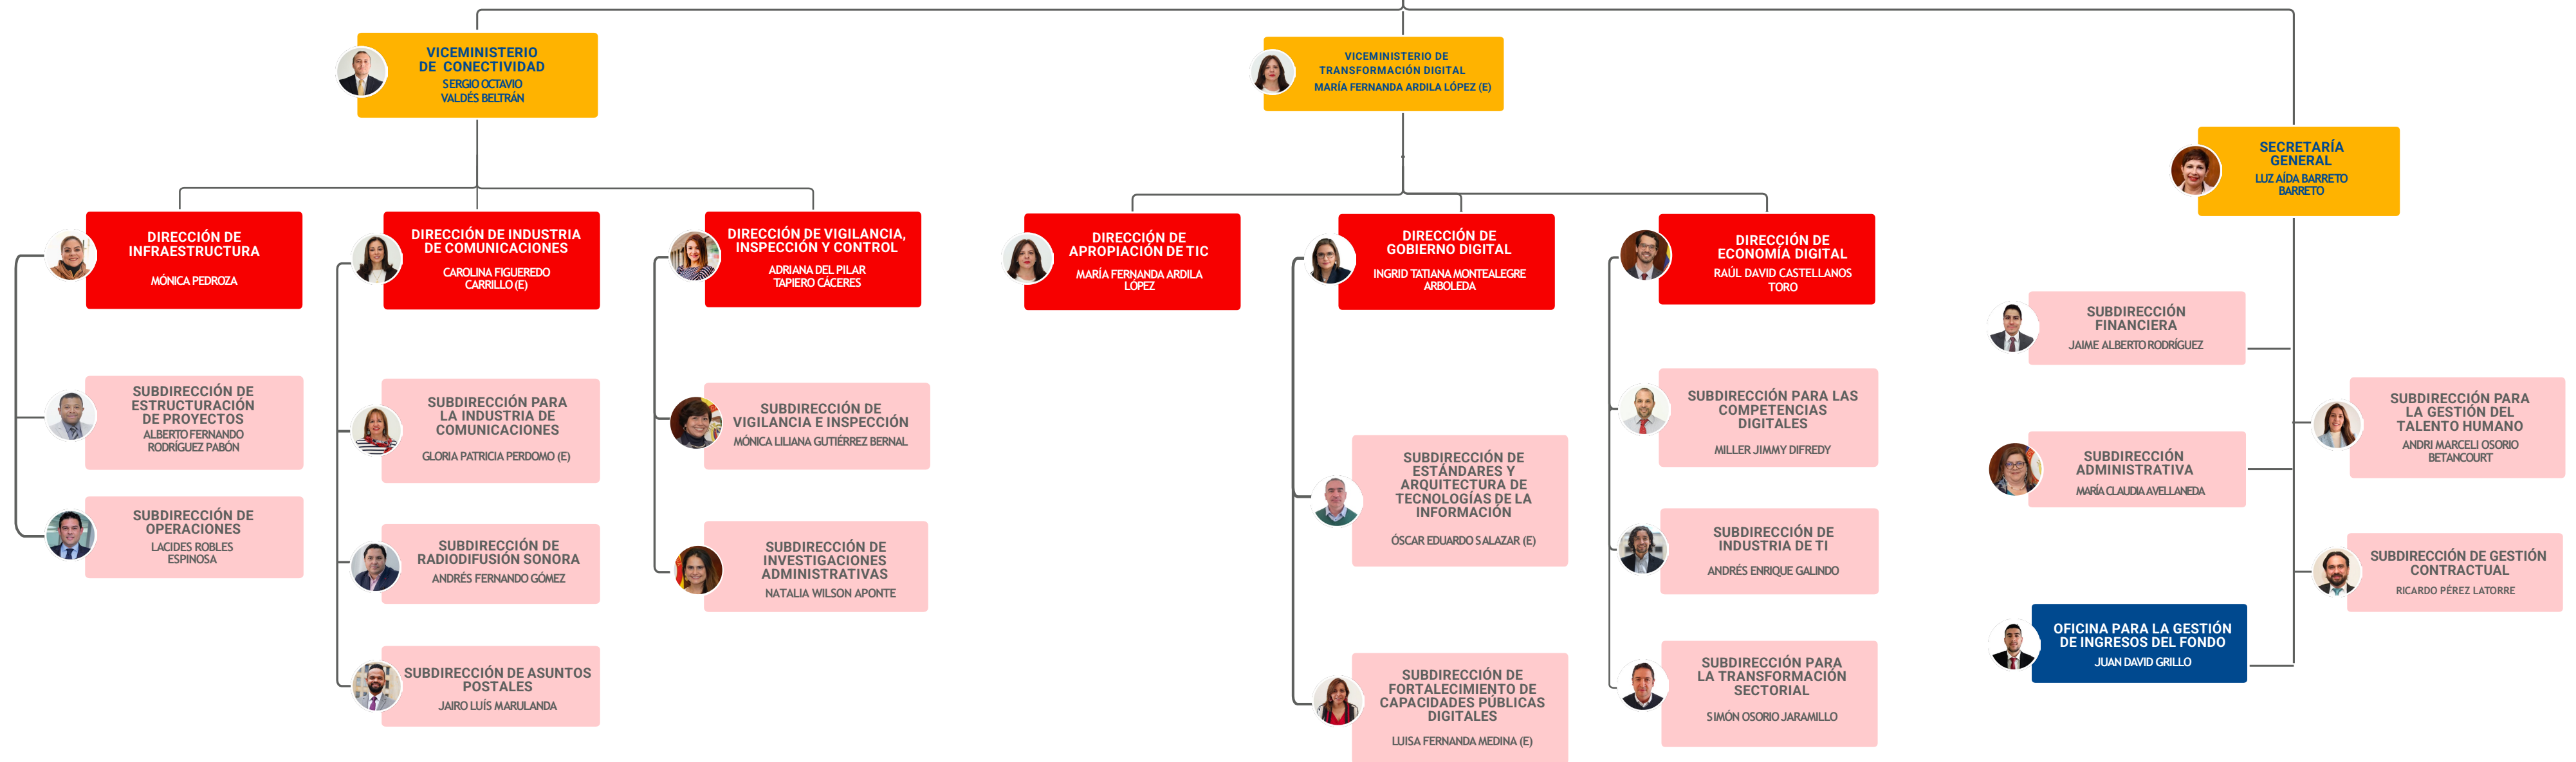 VICEMINISTERIO
DE CONECTIVIDAD
SERGIO OCTAVIO
VALDÉS BELTRÁN
VICEMINISTERIO DE
TRANSFORMACIÓN DIGITAL
MARÍA FERNANDA ARDILA LÓPEZ (E)
SECRETARÍA
GENERAL
LUZ AÍDA BARRETO
BARRETO
DIRECCIÓN DE
INFRAESTRUCTURA
MÓNICA PEDROZA
DIRECCIÓN DE INDUSTRIA
DE COMUNICACIONES
CAROLINA FIGUEREDO
CARRILLO (E)
DIRECCIÓN DE VIGILANCIA,
INSPECCIÓN Y CONTROL
ADRIANA DEL PILAR
TAPIERO CÁCERES
DIRECCIÓN DE
APROPIACIÓN DE TIC
MARÍA FERNANDA ARDILA
LÓPEZ
DIRECCIÓN DE
GOBIERNO DIGITAL
INGRID TATIANA MONTEALEGRE
ARBOLEDA
DIRECCIÓN DE
ECONOMÍA DIGITAL
RAÚL DAVID CASTELLANOS
TORO
SUBDIRECCIÓN DE
ESTRUCTURACIÓN
DE PROYECTOS
ALBERTO FERNANDO
RODRÍGUEZ PABÓN
SUBDIRECCIÓN DE
OPERACIONES
LACIDES ROBLES
ESPINOSA
SUBDIRECCIÓN PARA
LA INDUSTRIA DE
COMUNICACIONES
GLORIA PATRICIA PERDOMO (E)
SUBDIRECCIÓN DE
RADIODIFUSIÓN SONORA
ANDRÉS FERNANDO GÓMEZ
SUBDIRECCIÓN DE ASUNTOS
POSTALES
JAIRO LUÍS MARULANDA
SUBDIRECCIÓN DE
VIGILANCIA E INSPECCIÓN
MÓNICA LILIANA GUTIÉRREZ BERNAL
SUBDIRECCIÓN DE
INVESTIGACIONES
ADMINISTRATIVAS
NATALIA WILSON APONTE
SUBDIRECCIÓN DE
ESTÁNDARES Y
ARQUITECTURA DE
TECNOLOGÍAS DE LA
INFORMACIÓN
ÓSCAR EDUARDO SALAZAR (E)
SUBDIRECCIÓN DE
FORTALECIMIENTO DE
CAPACIDADES PÚBLICAS
DIGITALES
LUISA FERNANDA MEDINA (E)
SUBDIRECCIÓN PARA LAS
COMPETENCIAS
DIGITALES
MILLER JIMMY DIFREDY
SUBDIRECCIÓN DE
INDUSTRIA DE TI
ANDRÉS ENRIQUE GALINDO
SUBDIRECCIÓN PARA
LA TRANSFORMACIÓN
SECTORIAL
SIMÓN OSORIO JARAMILLO
SUBDIRECCIÓN
FINANCIERA
JAIME ALBERTO RODRÍGUEZ
SUBDIRECCIÓN
ADMINISTRATIVA
MARÍA CLAUDIA AVELLANEDA
OFICINA PARA LA GESTIÓN
DE INGRESOS DEL FONDO
JUAN DAVID GRILLO
SUBDIRECCIÓN PARA
LA GESTIÓN DEL
TALENTO HUMANO
ANDRI MARCELI OSORIO
BETANCOURT
SUBDIRECCIÓN DE GESTIÓN
CONTRACTUAL
RICARDO PÉREZ LATORRE